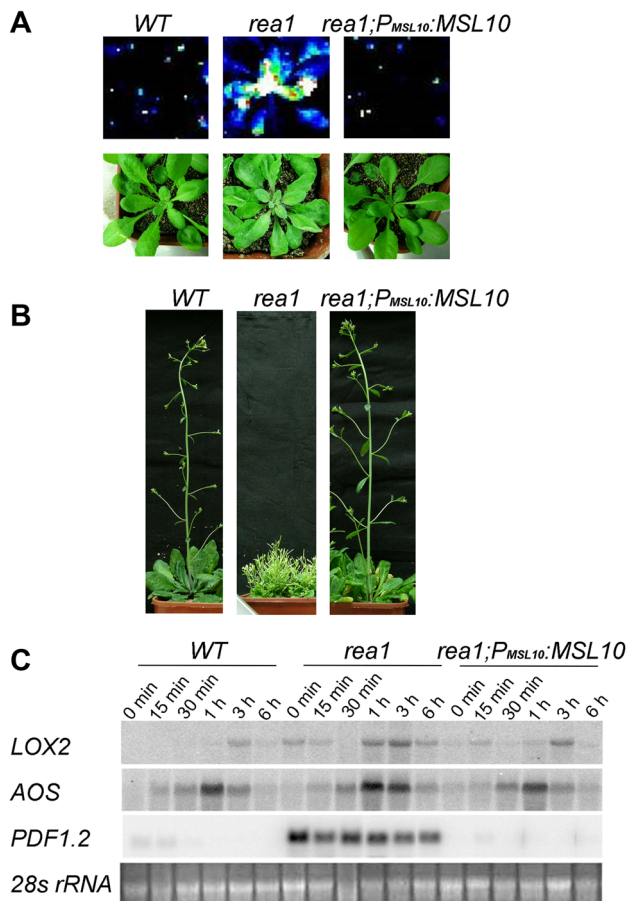 A
WT rea1 rea1;PMSL10:MSL10
B
WT rea1 rea1;PMSL10:MSL10
C
WT rea1 rea1;PMSL10:MSL10
0 min 15 min 30 min 1 h 3 h 6 h 0 min 15 min 30 min 1 h 3 h 6 h 0 min 15 min 30 min 1 h 3 h 6 h
LOX2
AOS
PDF1.2
28s rRNA